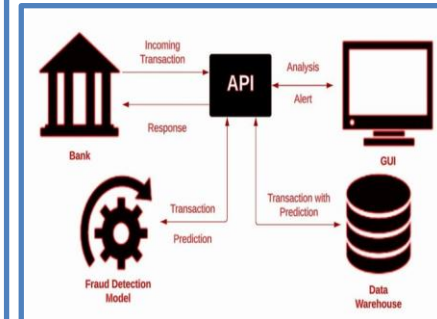 Incoming
Transaction
API
Analysis
Alert
Response
Bank
GUI
Transaction
Prediction
Transaction with
Prediction
Fraud Detection
Model
Data
Warehouse